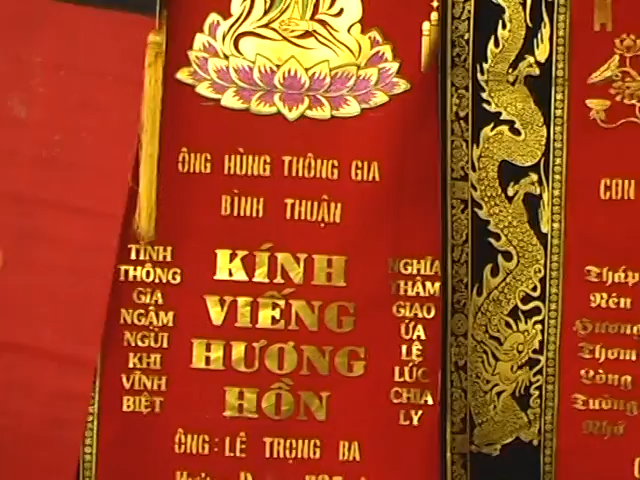 ÔNG HÙNG THÔNG GIA
BÌNH THUẬN
TÌNH
THÔNG
GIA
NGẬM
NGÙI
KHI
VĨNH
BIỆT
KÍNH
VIẾNG
HƯƠNG
HỒN
NGHĨA
THÂM
GIAO
ỨA
LỆ
LÚC
CHIA
LY
ÔNG: LÊ TRỌNG BA
CON
Tháp
Nén
Hương
Thơm
Lòng
Tưởng
Nhớ